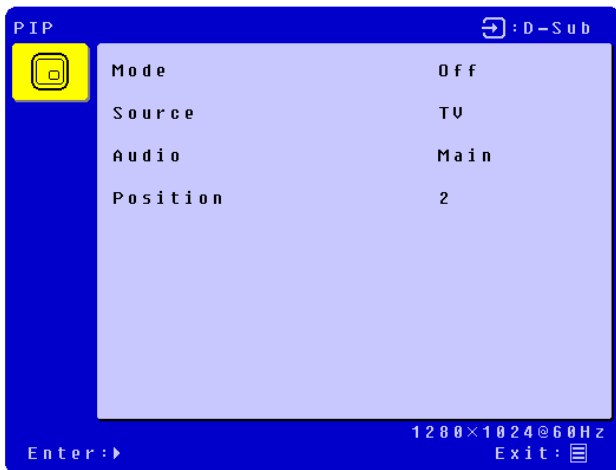 PIP :D-Sub
Mode Off
Source TV
Audio Main
Position 2
1280×1024@60Hz
Enter: Exit: